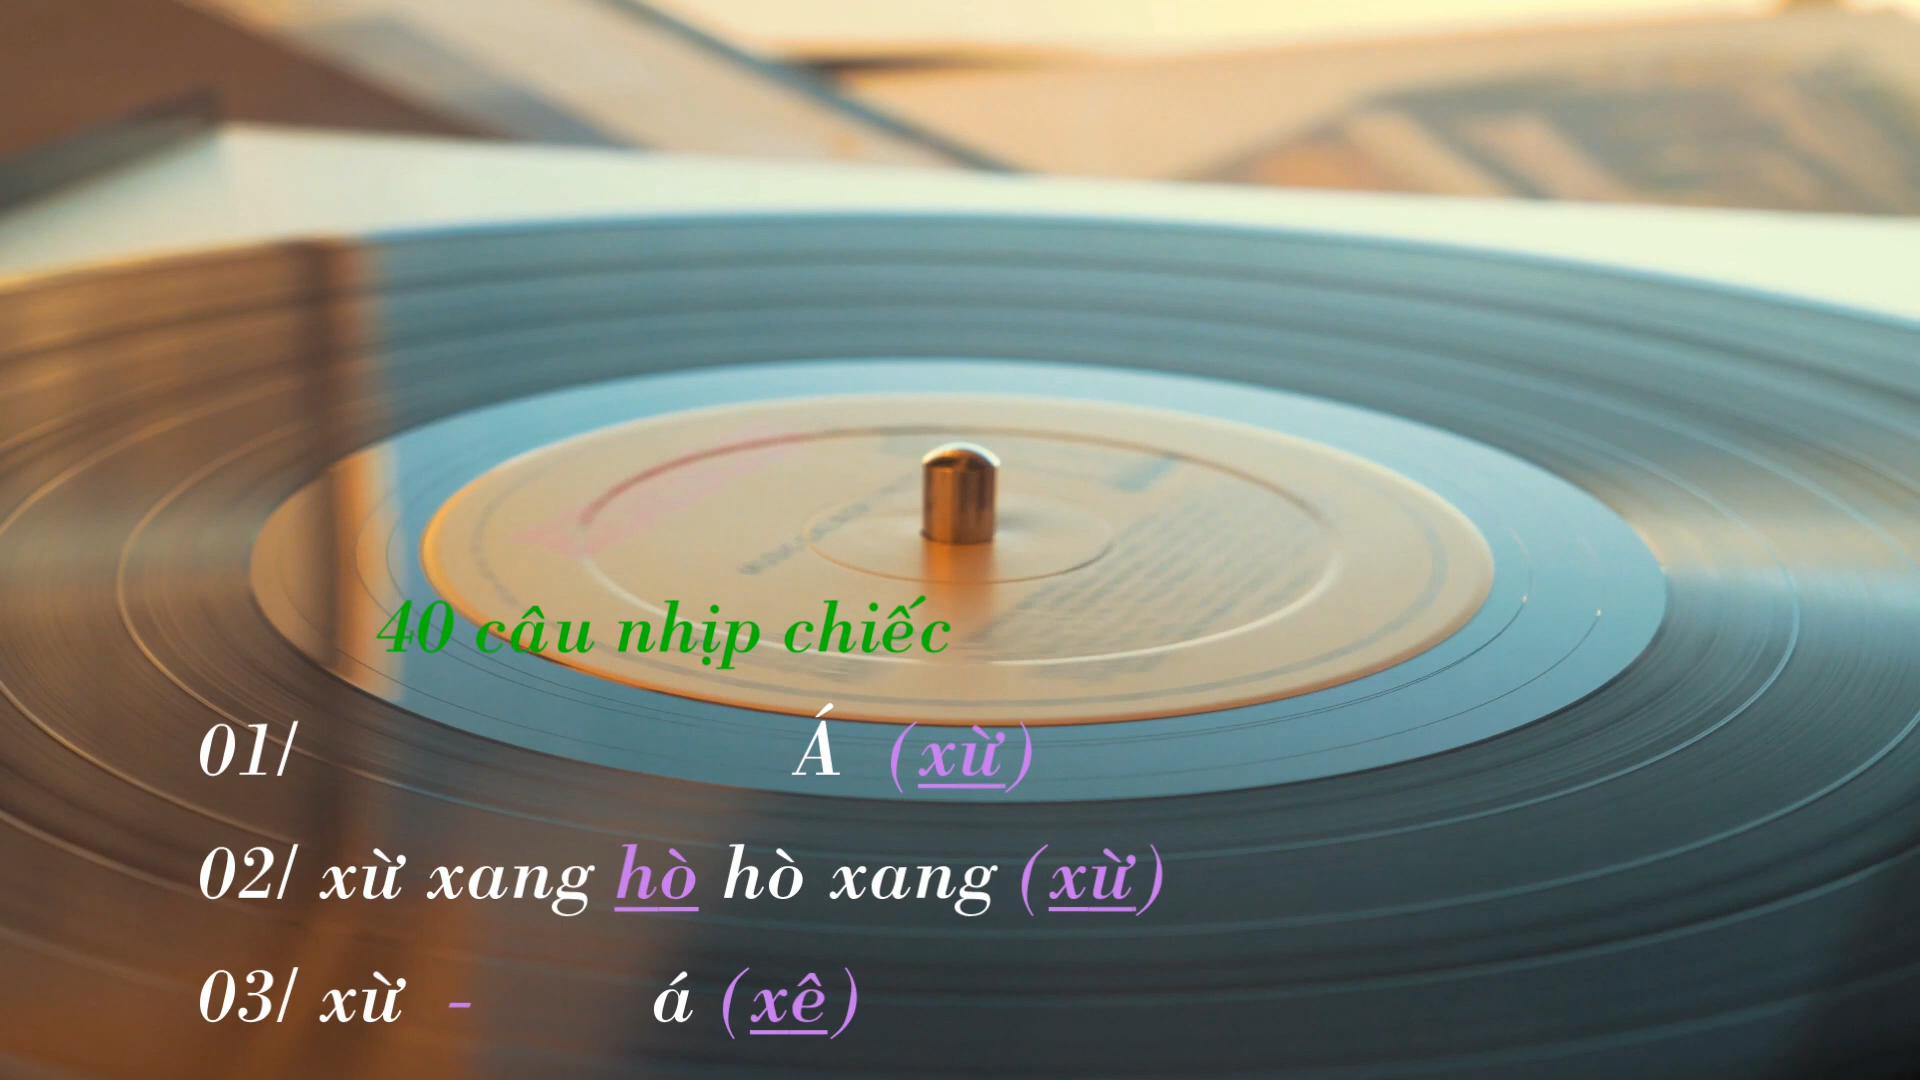 40 câu nhịp chiếc
01/ Á (xừ)
02/ xừ xang hò hò xang (xừ)
03/ xừ - á (xê)